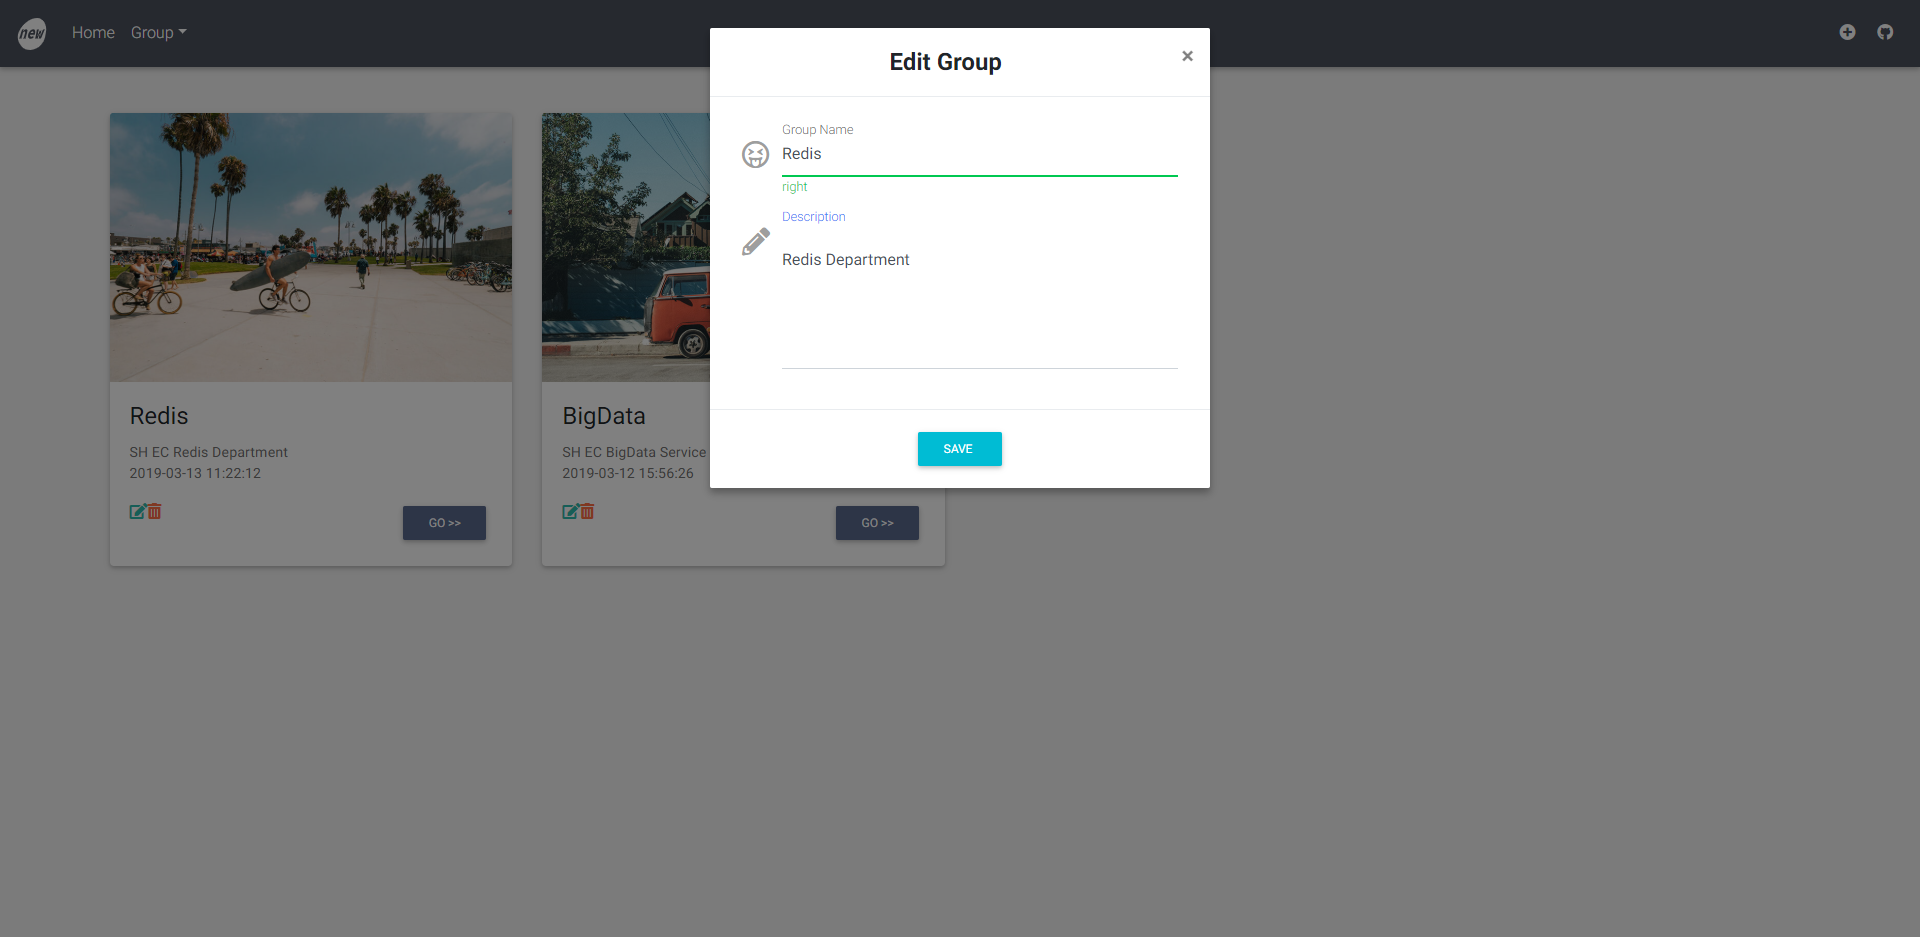 new
Home
Group
Edit Group
×
Group Name
Redis
right
Description
Redis Department
SAVE
Redis
SH EC Redis Department
2019-03-13 11:22:12
GO >>
BigData
SH EC BigData Service
2019-03-12 15:56:26
GO >>